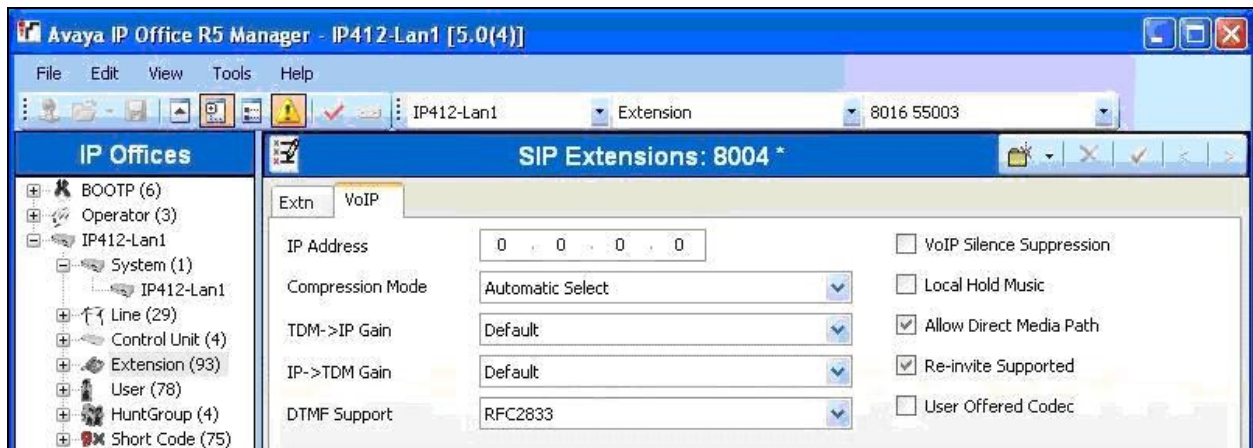 Avaya IP Office R5 Manager - IP412-Lan1 [5.0(4)]
File Edit View Tools Help
IP412-Lan1 Extension 8016 55003
IP Offices
BOOTP (6)
Operator (3)
IP412-Lan1
System (1)
IP412-Lan1
Line (29)
Control Unit (4)
Extension (93)
User (78)
HuntGroup (4)
Short Code (75)
SIP Extensions: 8004 *
Extn VoIP
IP Address 0 . 0 . 0 . 0
Compression Mode Automatic Select
TDM->IP Gain Default
IP->TDM Gain Default
DTMF Support RFC2833
VoIP Silence Suppression
Local Hold Music
Allow Direct Media Path
Re-invite Supported
User Offered Codec